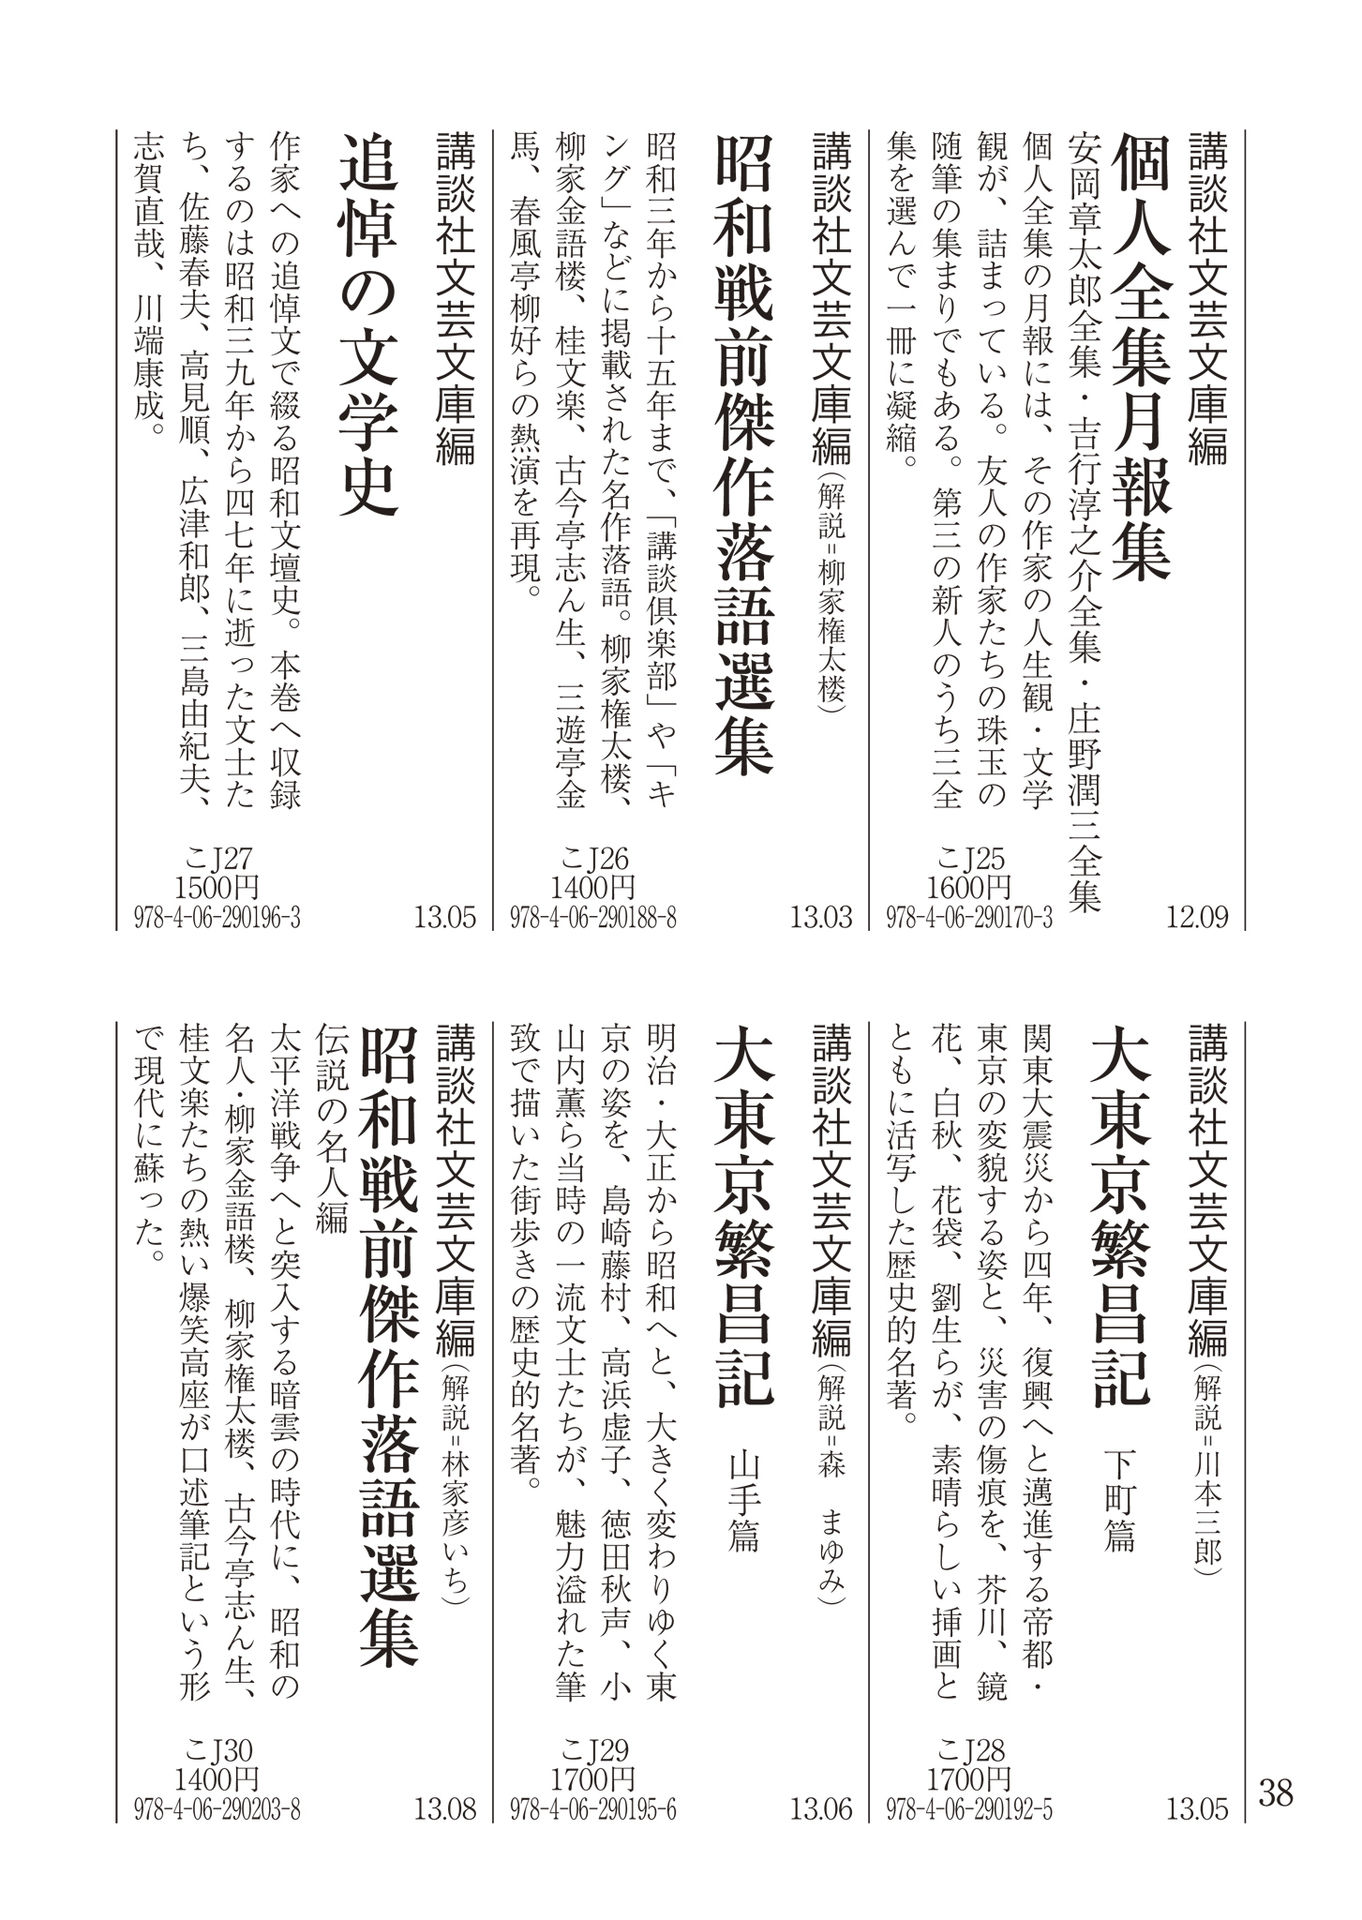 講談社文芸文庫編
個人全集月報集
安岡章太郎全集・吉行淳之介全集・庄野潤三全集
個人全集の月報には、その作家の人生観・文学
観が、詰まっている。友人の作家たちの珠玉の
随筆の集まりでもある。第三の新人のうち三全
集を選んで一冊に凝縮。
こJ25
1600円
978-4-06-290170-3
12.09
講談社文芸文庫編（解説=柳家権太楼）
昭和戦前傑作落語選集
昭和三年から十五年まで、「講談倶楽部」や「キ
ング」などに掲載された名作落語。柳家権太楼、
柳家金語楼、桂文楽、古今亭志ん生、三遊亭金
馬、春風亭柳好らの熱演を再現。
こJ26
1400円
978-4-06-290188-8
13.03
講談社文芸文庫編
追悼の文学史
作家への追悼文で綴る昭和文壇史。本巻へ収録
するのは昭和三九年から四七年に逝った文士た
ち、佐藤春夫、高見順、広津和郎、三島由紀夫、
志賀直哉、川端康成。
こJ27
1500円
978-4-06-290196-3
13.05
講談社文芸文庫編（解説=川本三郎）
大東京繁昌記　下町篇
関東大震災から四年、復興へと邁進する帝都・
東京の変貌する姿と、災害の傷痕を、芥川、鏡
花、白秋、花袋、劉生らが、素晴らしい挿画と
ともに活写した歴史的名著。
こJ28
1700円
978-4-06-290192-5
13.05
講談社文芸文庫編（解説=森　まゆみ）
大東京繁昌記　山手篇
明治・大正から昭和へと、大きく変わりゆく東
京の姿を、島崎藤村、高浜虚子、徳田秋声、小
山内薫ら当時の一流文士たちが、魅力溢れた筆
致で描いた街歩きの歴史的名著。
こJ29
1700円
978-4-06-290195-6
13.06
講談社文芸文庫編（解説=林家彦いち）
昭和戦前傑作落語選集
伝説の名人編
太平洋戦争へと突入する暗雲の時代に、昭和の
名人・柳家金語楼、柳家権太楼、古今亭志ん生、
桂文楽たちの熱い爆笑高座が口述筆記という形
で現代に蘇った。
こJ30
1400円
978-4-06-290203-8
13.08
38